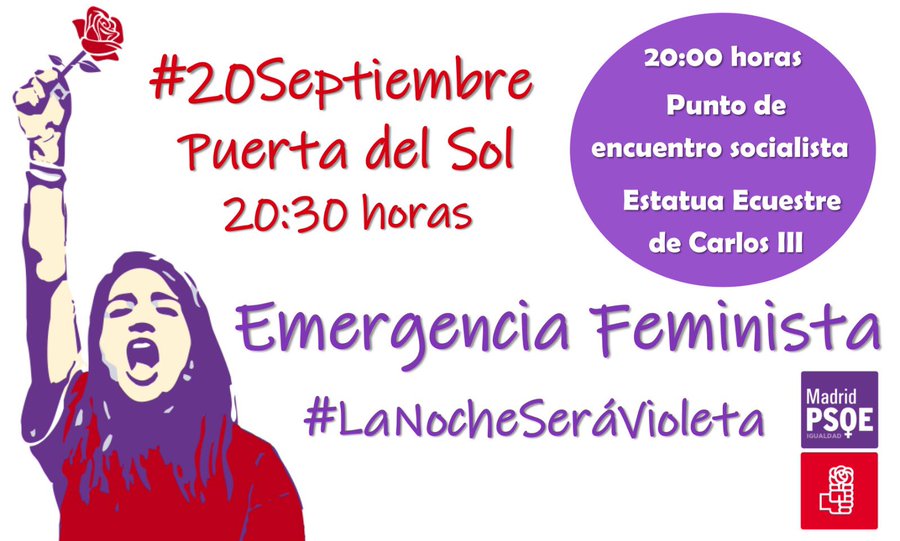 #20Septiembre
Puerta del Sol
20:30 horas
20:00 horas
Punto de
encuentro socialista
Estatua Ecuestre
de Carlos III
Emergencia Feminista
#LaNocheSeráVioleta
Madrid
PSOE
IGUALDAD